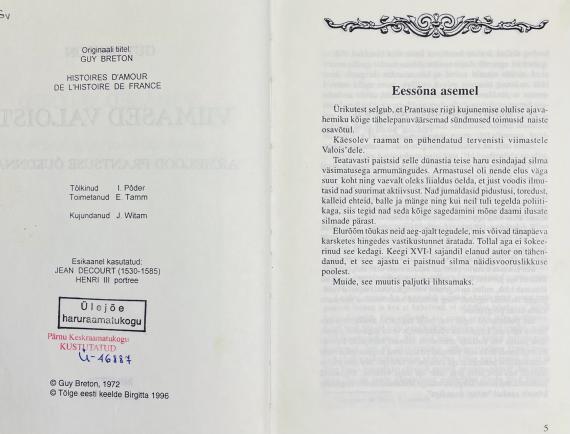 Originaali tiitel:
GUY BRETON
HISTOIRES D'AMOUR
DE L'HISTOIRE DE FRANCE
Tõlkinud I. Põder
Toimetanud E. Tamm
Kujundanud J. Witam
Esikaanel kasutatud:
JEAN DECOURT (1530-1585)
HENRI III portree
Ülejõe
haruraamatukogu
Pärnu Keskraamatukogu
KUSTUTATUD
Ü-46887
© Guy Breton, 1972
© Tõlge eesti keelde Birgitta 1996
Eessõna asemel
Ürikutest selgub, et Prantsuse riigi kujunemise olulise ajava-
hemiku kõige tähelepanuväärsemad sündmused toimusid naiste
osavõtul.
Käesolev raamat on pühendatud tervenisti viimastele
Valois'dele.
Teatavasti paistsid selle dünastia teise haru esindajad silma
väsimatusega armumängudes. Armastusel oli nende elus väga
suur koht ning vaevalt oleks liialdus öelda, et just voodis ilmu-
tasid nad suurimat aktiivsust. Nad jumaldasid pidustusi, toredust,
kalleid ehteid, balle ja mänge ning kui neil tuli tegelda poliiti-
kaga, siis tegid nad seda kõige sagedamini mõne daami ilusate
silmade pärast.
Elurõõm tõukas neid aeg-ajalt tegudele, mis võivad tänapäeva
karsketes hingedes vastikustunnet äratada. Tollal aga ei šokee-
rinud see kedagi. Keegi XVI-l sajandil elanud autor on tähen-
danud, et see ajastu ei paistnud silma näidisvooruslikkuse
poolest.
Muide, see muutis paljutki lihtsamaks.
5